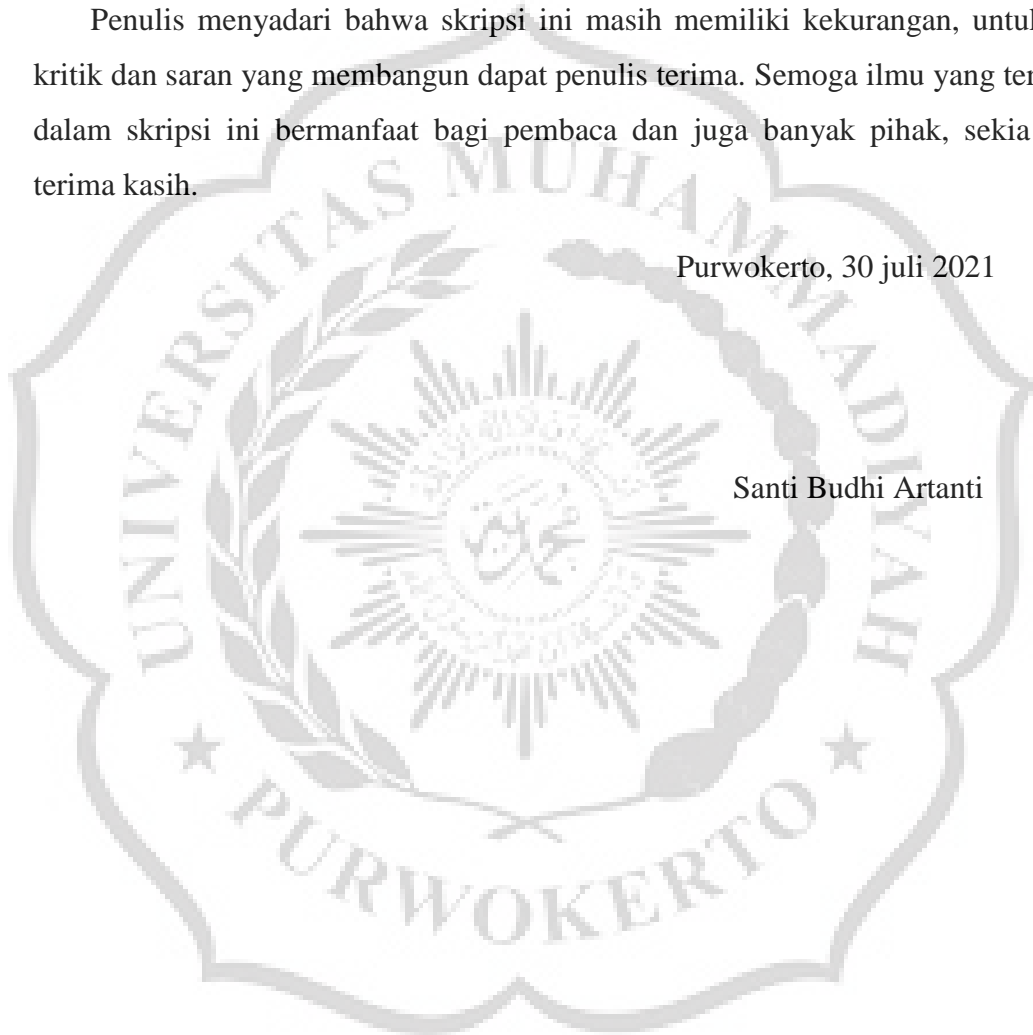 Penulis menyadari bahwa skripsi ini masih memiliki kekurangan, untuk
kritik dan saran yang membangun dapat penulis terima. Semoga ilmu yang
dalam skripsi ini bermanfaat bagi pembaca dan juga banyak pihak,
terima kasih.
Purwokerto, 30 juli 2021
Santi Budhi Artanti
UNIVERSITAS MUHAMMADIYAH
★ PURWOKERTO ★